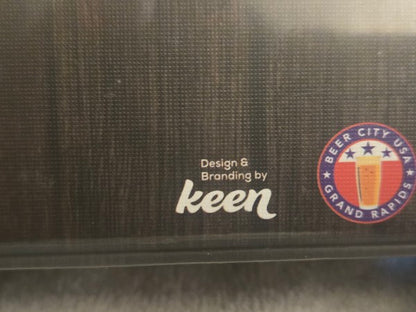 Design &
Branding by
keen
BEER CITY USA
GRAND RAPIDS